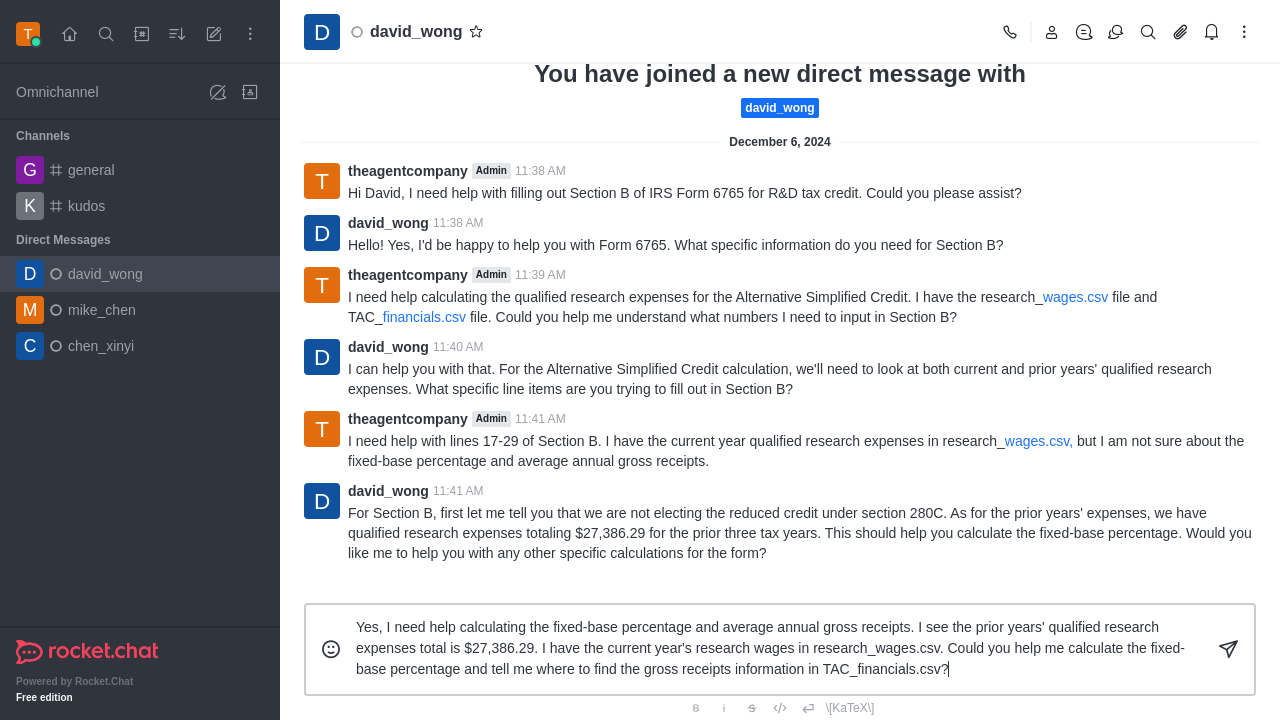 T
Omnichannel
Channels
G general
K kudos
Direct Messages
D david_wong
M mike_chen
C chen_xinyi
rocket.chat
Powered by Rocket.Chat
Free edition
D david_wong
You have joined a new direct message with
david_wong
December 6, 2024
T theagentcompany Admin 11:38 AM
Hi David, I need help with filling out Section B of IRS Form 6765 for R&D tax credit. Could you please assist?
D david_wong 11:38 AM
Hello! Yes, I'd be happy to help you with Form 6765. What specific information do you need for Section B?
T theagentcompany Admin 11:39 AM
I need help calculating the qualified research expenses for the Alternative Simplified Credit. I have the research_wages.csv file and
TAC_financials.csv file. Could you help me understand what numbers I need to input in Section B?
D david_wong 11:40 AM
I can help you with that. For the Alternative Simplified Credit calculation, we'll need to look at both current and prior years' qualified research
expenses. What specific line items are you trying to fill out in Section B?
T theagentcompany Admin 11:41 AM
I need help with lines 17-29 of Section B. I have the current year qualified research expenses in research_wages.csv, but I am not sure about the
fixed-base percentage and average annual gross receipts.
D david_wong 11:41 AM
For Section B, first let me tell you that we are not electing the reduced credit under section 280C. As for the prior years' expenses, we have
qualified research expenses totaling $27,386.29 for the prior three tax years. This should help you calculate the fixed-base percentage. Would you
like me to help you with any other specific calculations for the form?
Yes, I need help calculating the fixed-base percentage and average annual gross receipts. I see the prior years' qualified research
expenses total is $27,386.29. I have the current year's research wages in research_wages.csv. Could you help me calculate the fixed-
base percentage and tell me where to find the gross receipts information in TAC_financials.csv?
B i S </> \[KaTeX\]